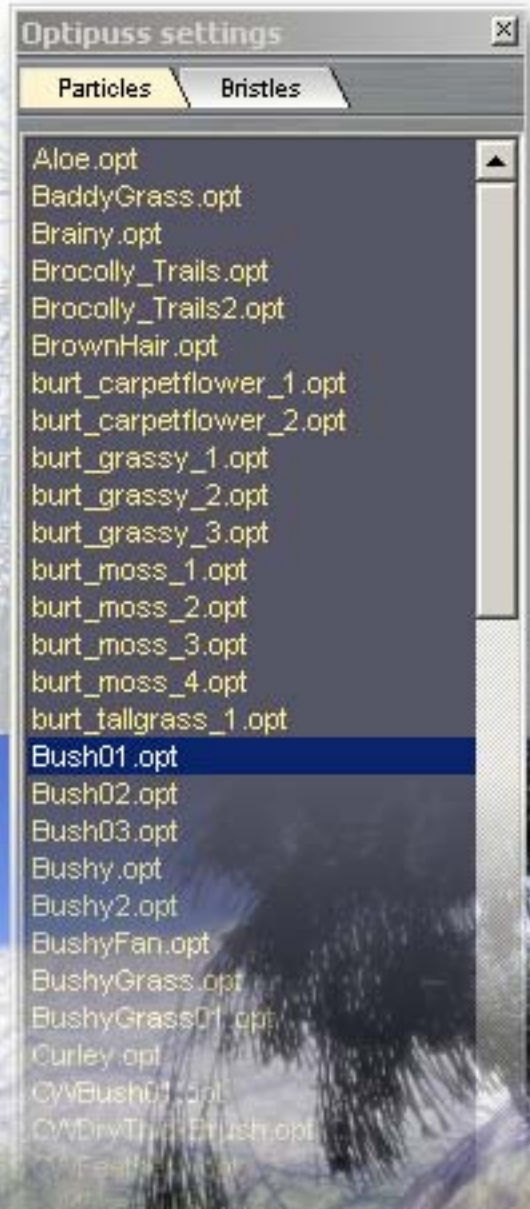 Optipuss settings
Particles Bristles
Aloe.opt
BaddyGrass.opt
Brainy.opt
Brocolly_Trails.opt
Brocolly_Trails2.opt
BrownHair.opt
burt_carpetflower_1.opt
burt_carpetflower_2.opt
burt_grassy_1.opt
burt_grassy_2.opt
burt_grassy_3.opt
burt_moss_1.opt
burt_moss_2.opt
burt_moss_3.opt
burt_moss_4.opt
burt_tallgrass_1.opt
Bush01.opt
Bush02.opt
Bush03.opt
Bushy.opt
Bushy2.opt
BushyFan.opt
BushyGrass.opt
BushyGrass01.opt
Curley.opt
CWBush01.opt